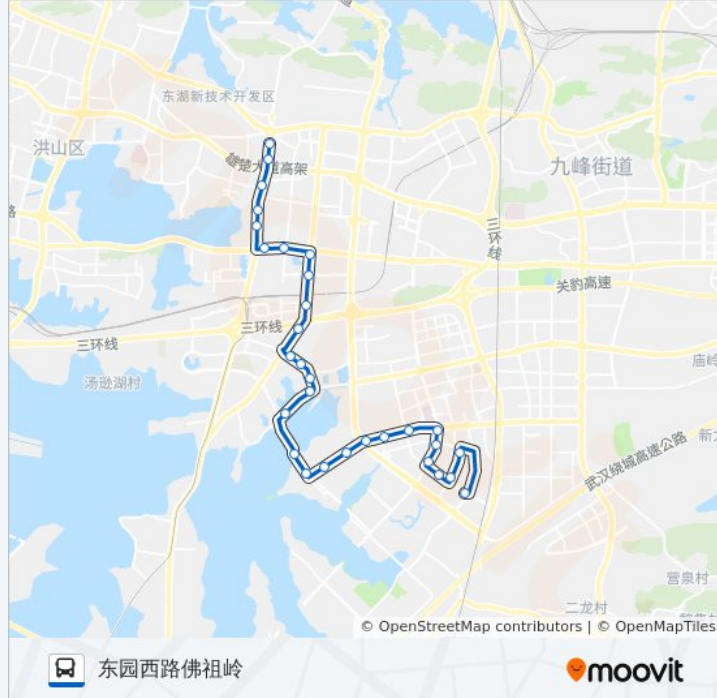 东湖新技术开发区
洪山区
雄楚大道高架
九峰街道
路
三环线
关豹高速
三环线
三环线
庙岭
汤逊湖村
新大
武汉绕城高速公路
营泉村
二龙村
© OpenStreetMap contributors | © OpenMapTiles
东园西路佛祖岭
moovit